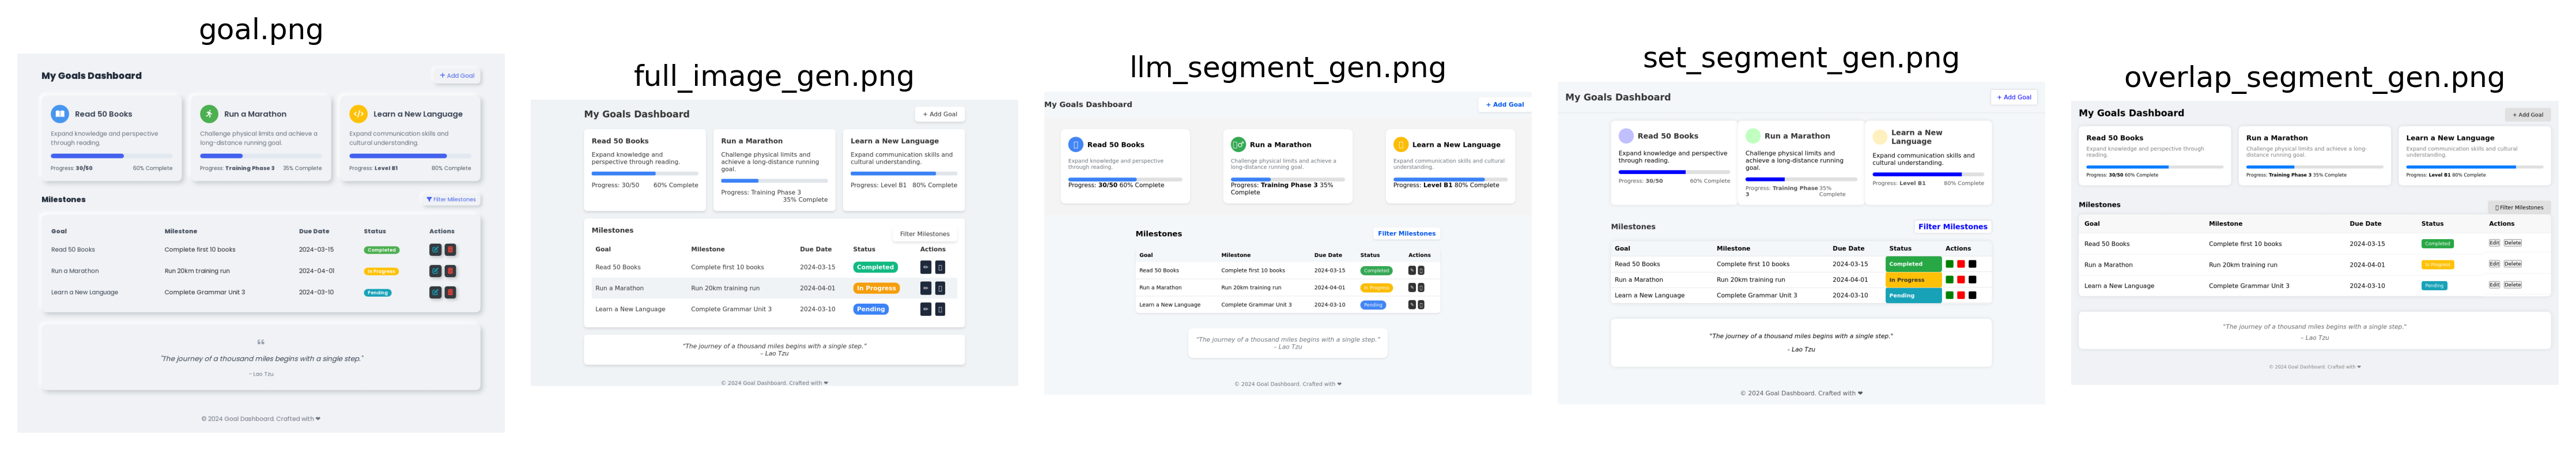 goal.png
My Goals Dashboard
+ Add Goal
Read 50 Books
Expand knowledge and perspective
through reading.
Progress: 30/50 60% Complete
Run a Marathon
Challenge physical limits and achieve a
long-distance running goal.
Progress: Training Phase 3 35% Complete
Learn a New Language
Expand communication skills and
cultural understanding.
Progress: Level B1 80% Complete
Milestones
Filter Milestones
Goal Milestone Due Date Status Actions
Read 50 Books Complete first 10 books 2024-03-15 Completed
Run a Marathon Run 20km training run 2024-04-01 In Progress
Learn a New Language Complete Grammar Unit 3 2024-03-10 Pending
"The journey of a thousand miles begins with a single step."
- Lao Tzu
© 2024 Goal Dashboard. Crafted with ❤
full_image_gen.png
My Goals Dashboard
+ Add Goal
Read 50 Books
Expand knowledge and
perspective through reading.
Progress: 30/50 60% Complete
Run a Marathon
Challenge physical limits and
achieve a long-distance running
goal.
Progress: Training Phase 3
35% Complete
Learn a New Language
Expand communication skills and
cultural understanding.
Progress: Level B1 80% Complete
Milestones
Filter Milestones
Goal Milestone Due Date Status Actions
Read 50 Books Complete first 10 books 2024-03-15 Completed
Run a Marathon Run 20km training run 2024-04-01 In Progress
Learn a New Language Complete Grammar Unit 3 2024-03-10 Pending
"The journey of a thousand miles begins with a single step."
– Lao Tzu
© 2024 Goal Dashboard. Crafted with ❤
llm_segment_gen.png
My Goals Dashboard
+ Add Goal
Read 50 Books
Expand knowledge and perspective
through reading.
Progress: 30/50 60% Complete
Run a Marathon
Challenge physical limits and achieve a
long-distance running goal.
Progress: Training Phase 3 35%
Complete
Learn a New Language
Expand communication skills and cultural
understanding.
Progress: Level B1 80% Complete
Milestones
Filter Milestones
Goal Milestone Due Date Status Actions
Read 50 Books Complete first 10 books 2024-03-15 Completed
Run a Marathon Run 20km training run 2024-04-01 In Progress
Learn a New Language Complete Grammar Unit 3 2024-03-10 Pending
"The journey of a thousand miles begins with a single step."
– Lao Tzu
© 2024 Goal Dashboard. Crafted with ❤
set_segment_gen.png
My Goals Dashboard
+ Add Goal
Read 50 Books
Expand knowledge and perspective
through reading.
Progress: 30/50 60% Complete
Run a Marathon
Challenge physical limits and
achieve a long-distance running
goal.
Progress: Training Phase 35%
3 Complete
Learn a New
Language
Expand communication skills and
cultural understanding.
Progress: Level B1 80% Complete
Milestones
Filter Milestones
Goal Milestone Due Date Status Actions
Read 50 Books Complete first 10 books 2024-03-15 Completed
Run a Marathon Run 20km training run 2024-04-01 In Progress
Learn a New Language Complete Grammar Unit 3 2024-03-10 Pending
"The journey of a thousand miles begins with a single step."
- Lao Tzu
© 2024 Goal Dashboard. Crafted with ❤
overlap_segment_gen.png
My Goals Dashboard
+ Add Goal
Read 50 Books
Expand knowledge and perspective through
reading.
Progress: 30/50 60% Complete
Run a Marathon
Challenge physical limits and achieve a long-
distance running goal.
Progress: Training Phase 3 35% Complete
Learn a New Language
Expand communication skills and cultural
understanding.
Progress: Level B1 80% Complete
Milestones
Filter Milestones
Goal Milestone Due Date Status Actions
Read 50 Books Complete first 10 books 2024-03-15 Completed Edit Delete
Run a Marathon Run 20km training run 2024-04-01 In Progress Edit Delete
Learn a New Language Complete Grammar Unit 3 2024-03-10 Pending Edit Delete
"The journey of a thousand miles begins with a single step."
– Lao Tzu
© 2024 Goal Dashboard. Crafted with ❤